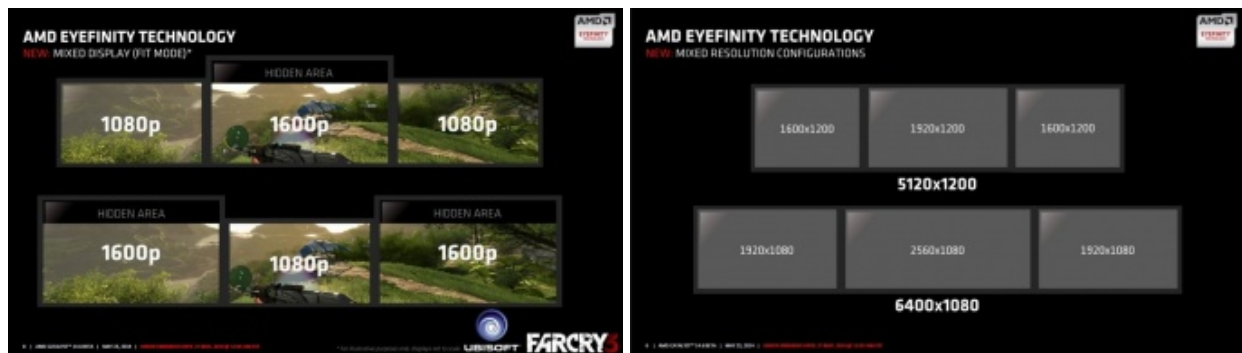 AMD EYEFINITY TECHNOLOGY
NEW: MIXED DISPLAY (FIT MODE)*
AMD
EYEFINITY
HIDDEN AREA
1080p
1600p
1080p
HIDDEN AREA
HIDDEN AREA
1600p
1080p
1600p
UBISOFT
FARCRY3
AMD EYEFINITY TECHNOLOGY
NEW: MIXED RESOLUTION CONFIGURATIONS
AMD
EYEFINITY
1600x1200
1920x1200
1600x1200
5120x1200
1920x1080
2560x1080
1920x1080
6400x1080